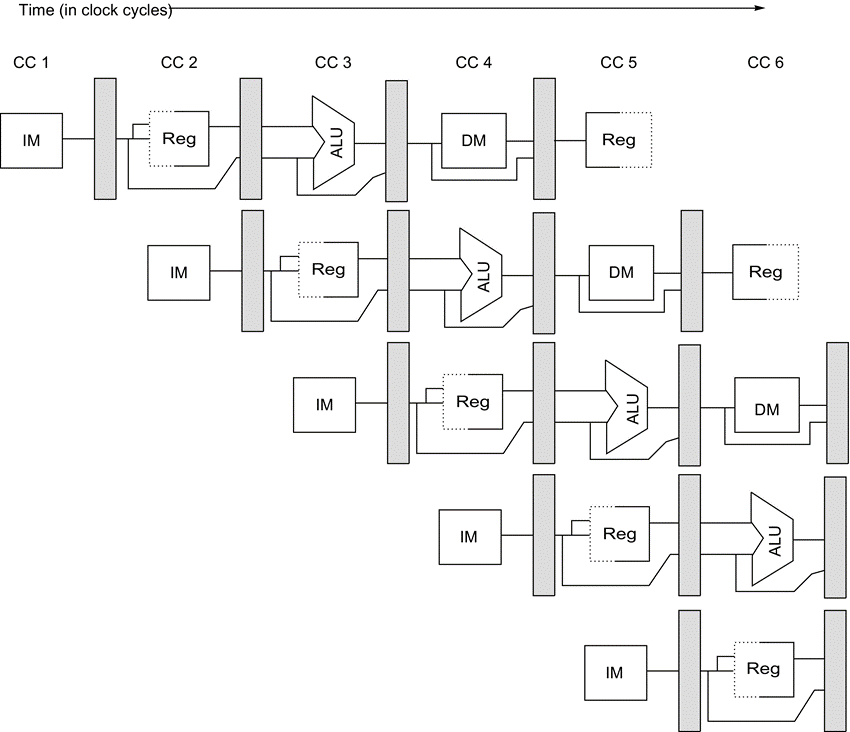 Time (in clock cycles)
CC 1 CC 2 CC 3 CC 4 CC 5 CC 6
IM Reg ALU DM Reg
IM Reg ALU DM Reg
IM Reg ALU DM
IM Reg ALU
IM Reg